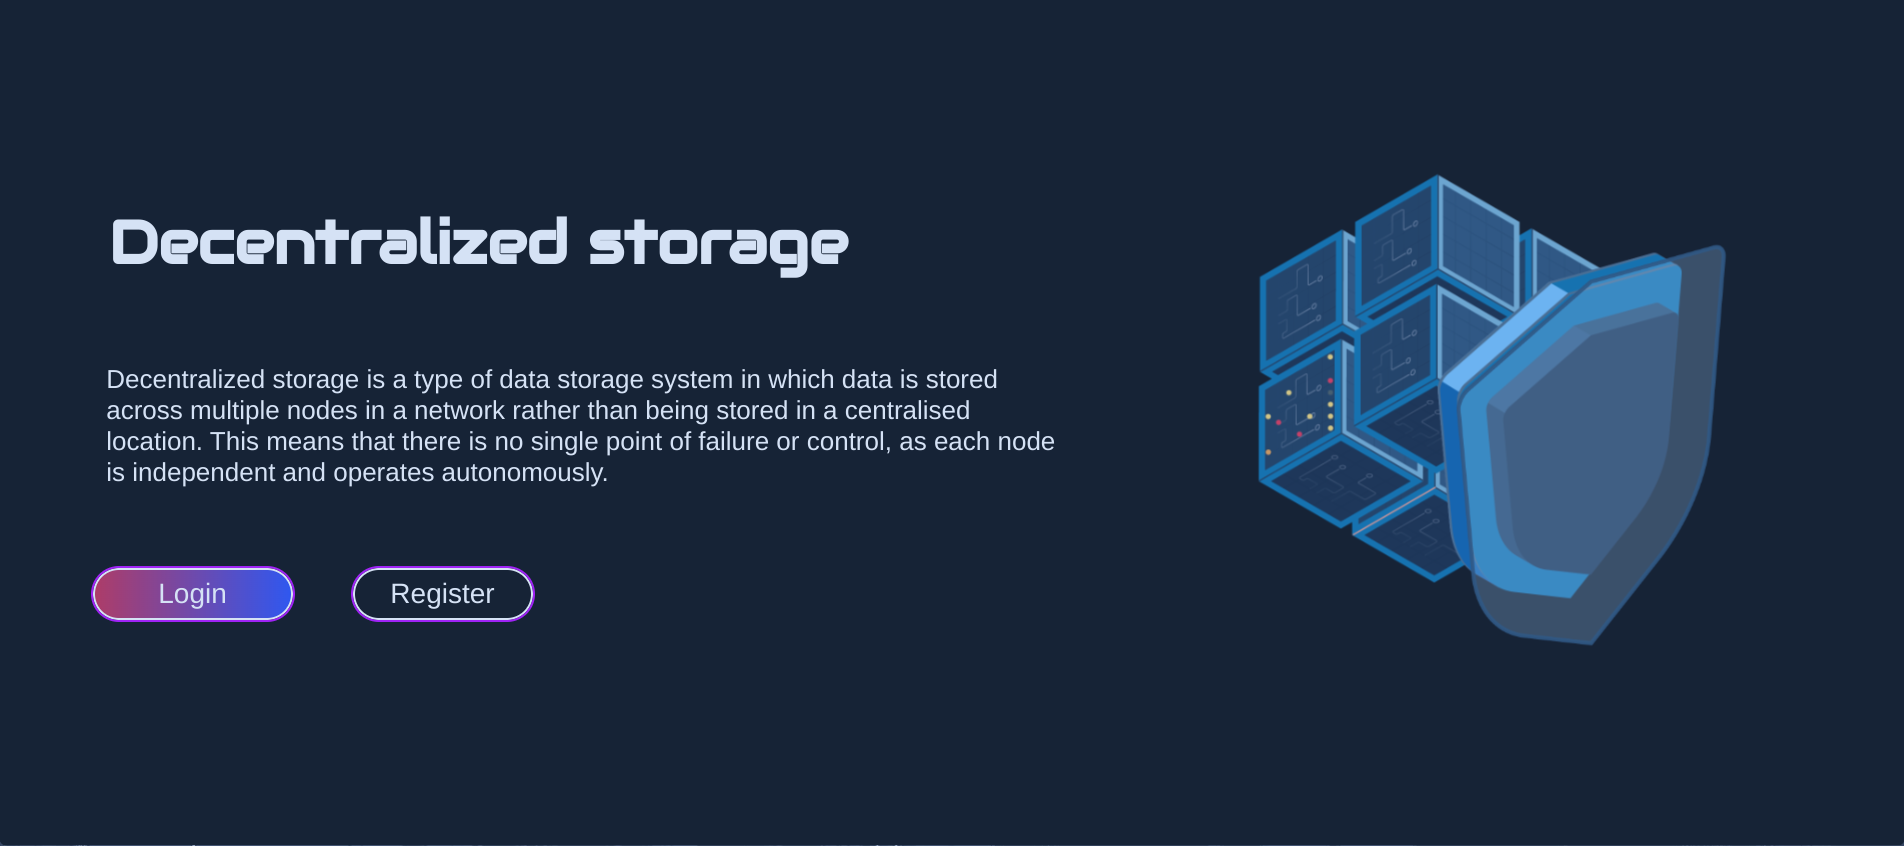 Decentralized storage
Decentralized storage is a type of data storage system in which data is stored
across multiple nodes in a network rather than being stored in a centralised
location. This means that there is no single point of failure or control, as each node
is independent and operates autonomously.
Login
Register